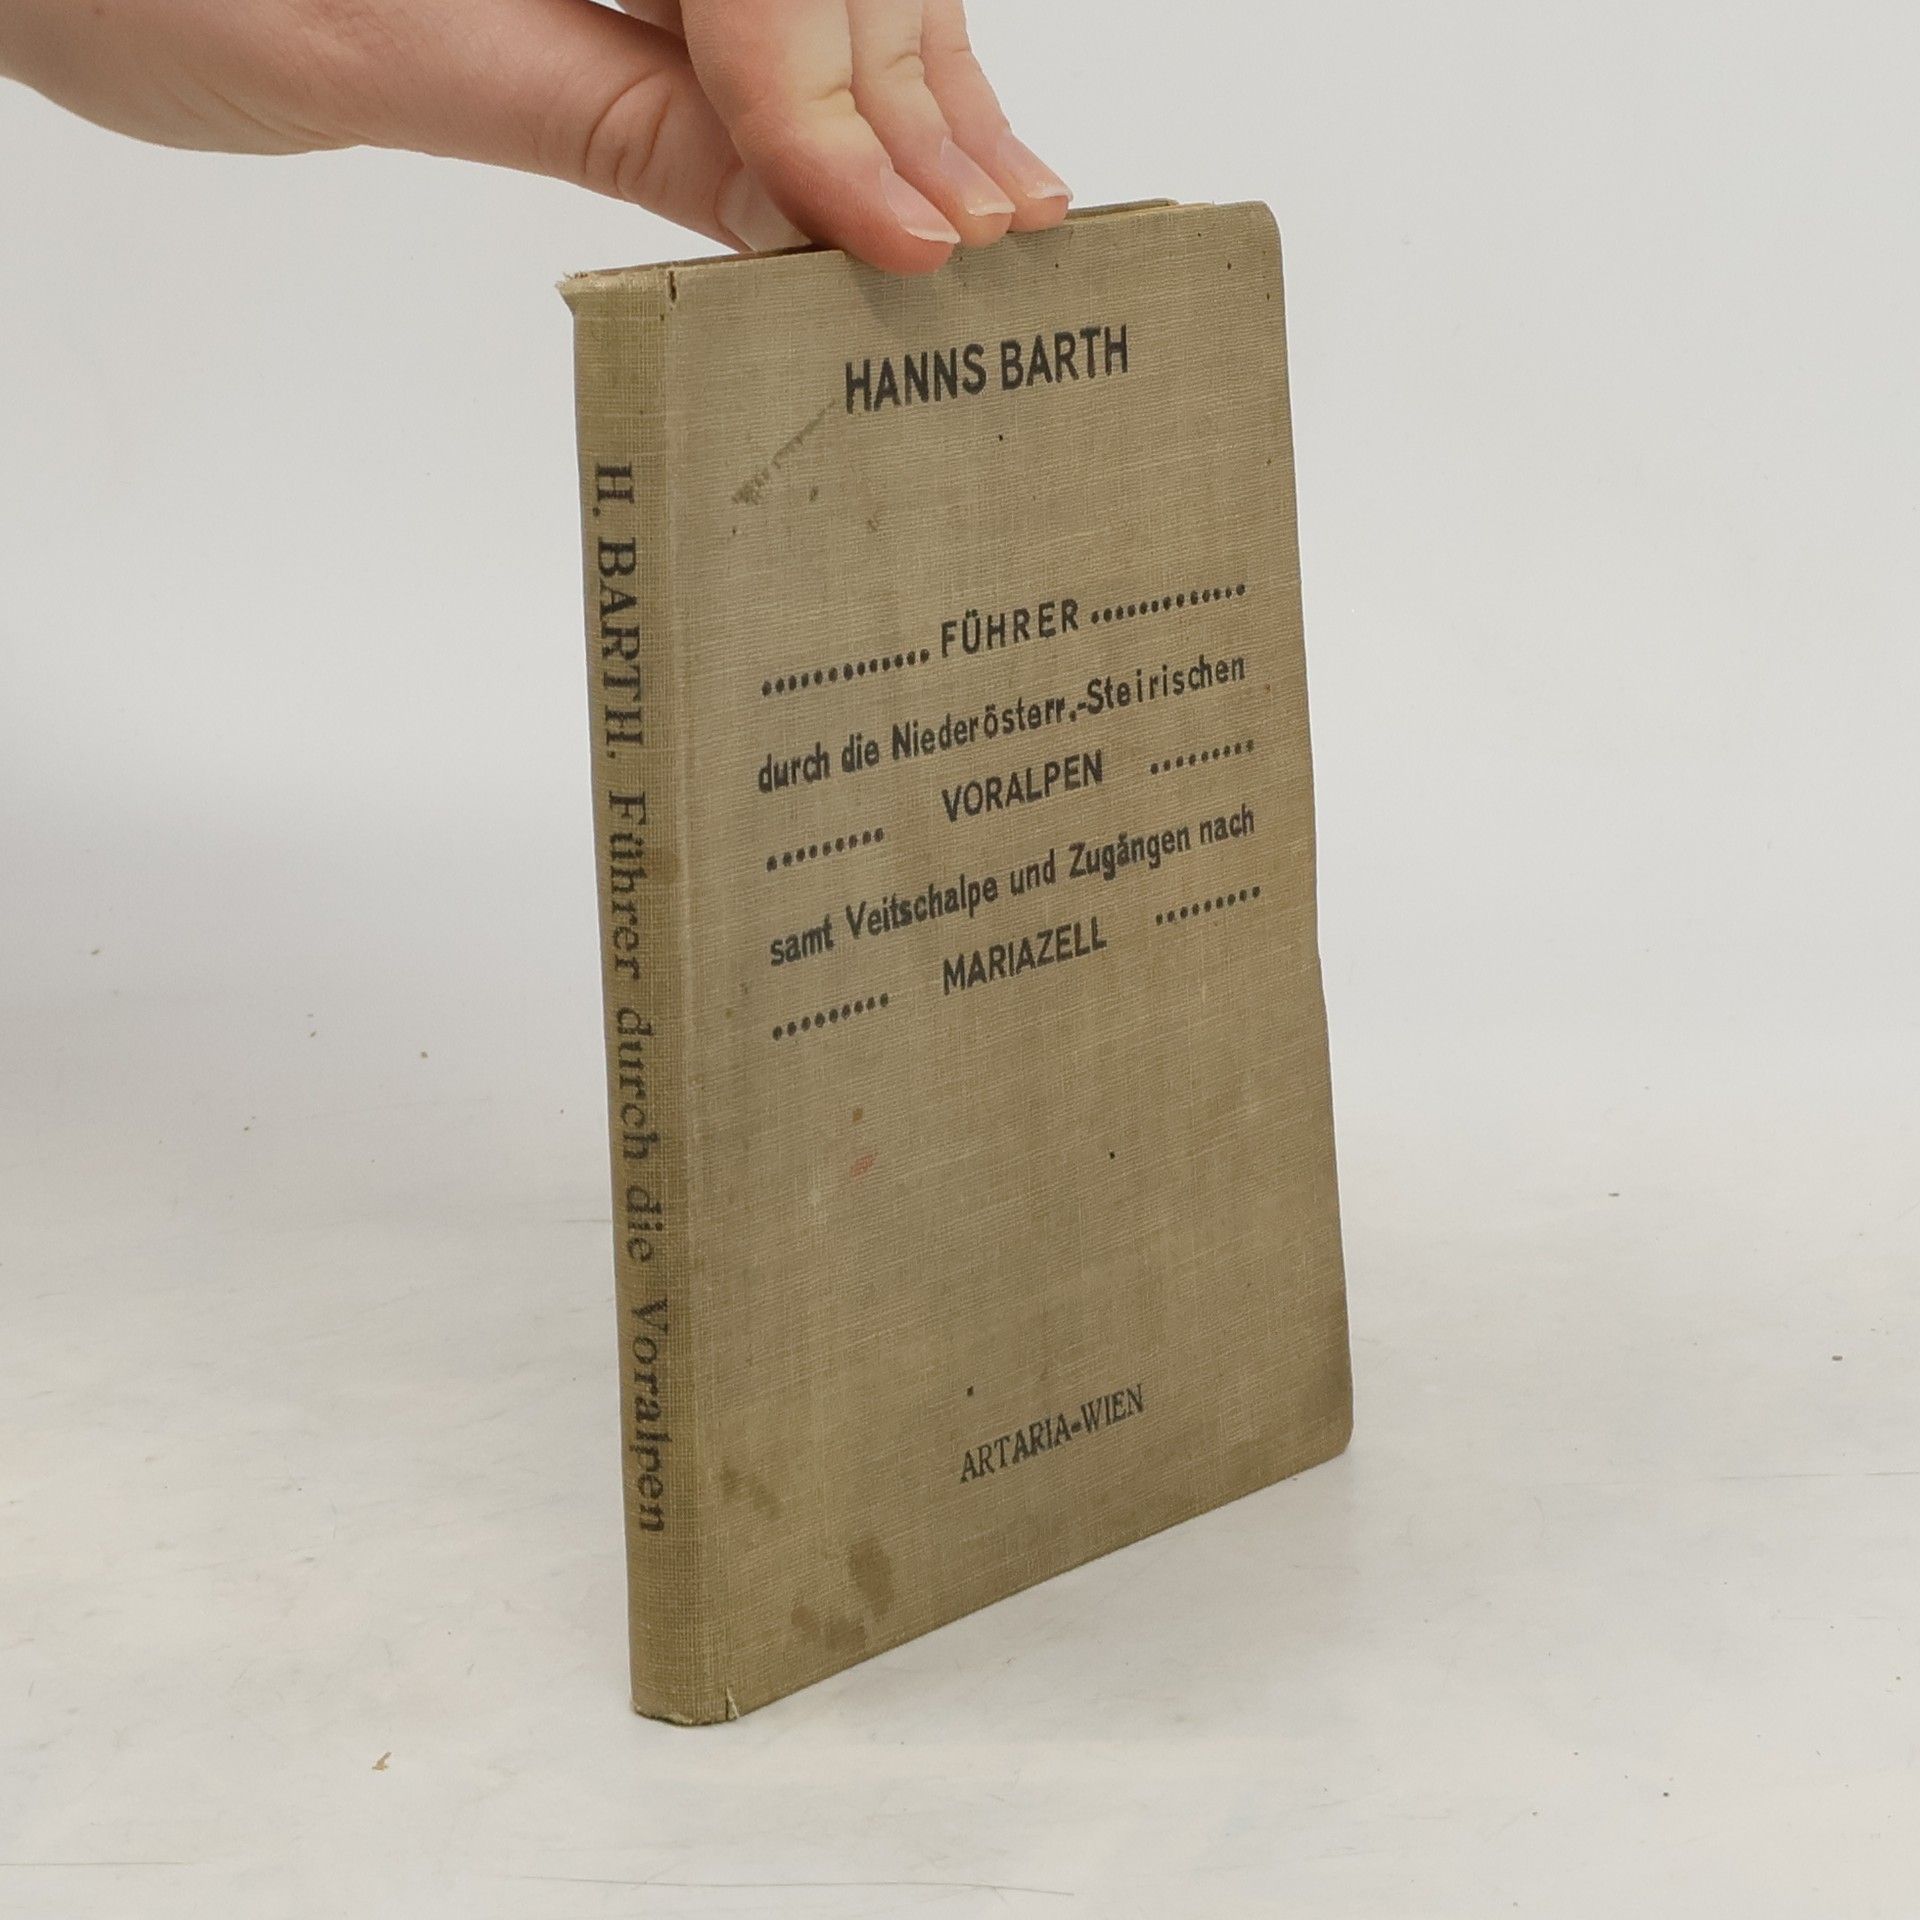 HANNS BARTH
FÜHRER
durch die Niederösterr.-Steirischen
VORALPEN
samt Veitschalpe und Zugängen nach
MARIAZELL
ARTARIA-WIEN
H. BARTH. Führer durch die Voralpen